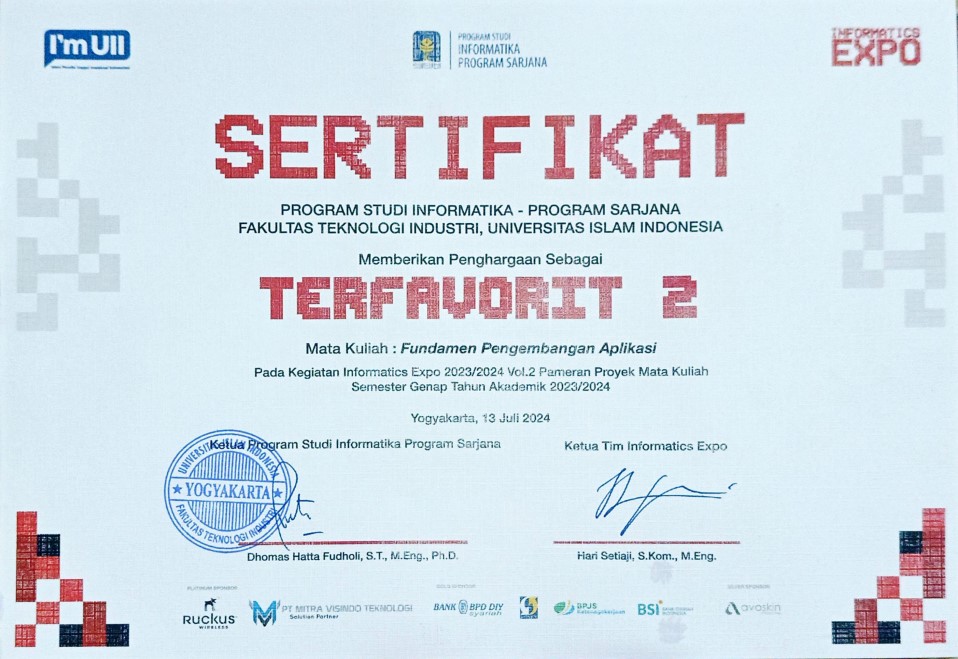 I'm UII
PROGRAM STUDI
INFORMATIKA
PROGRAM SARJANA
INFORMATICS
EXPO
SERTIFIKAT
PROGRAM STUDI INFORMATIKA - PROGRAM SARJANA
FAKULTAS TEKNOLOGI INDUSTRI, UNIVERSITAS ISLAM INDONESIA
Memberikan Penghargaan Sebagai
TERFAVORIT 2
Mata Kuliah : Fundamen Pengembangan Aplikasi
Pada Kegiatan Informatics Expo 2023/2024 Vol.2 Pameran Proyek Mata Kuliah
Semester Genap Tahun Akademik 2023/2024
Yogyakarta, 13 Juli 2024
Ketua Program Studi Informatika Program Sarjana
UNIVERSITAS ISLAM INDONESIA
YOGYAKARTA
FAKULTAS TEKNOLOGI INDUSTRI
Dhomas Hatta Fudholi, S.T., M.Eng., Ph.D.
Ketua Tim Informatics Expo
Hari Setiaji, S.Kom., M.Eng.
PLATINUM SPONSOR
RUCKUS
WIRELESS
PT MITRA VISINDO TEKNOLOGI
Solution Partner
GOLD SPONSOR
BANK BPD DIY
syariah
BPJS
Ketenagakerjaan
BSI
BANK SYARIAH
INDONESIA
SILVER SPONSOR
avoskin